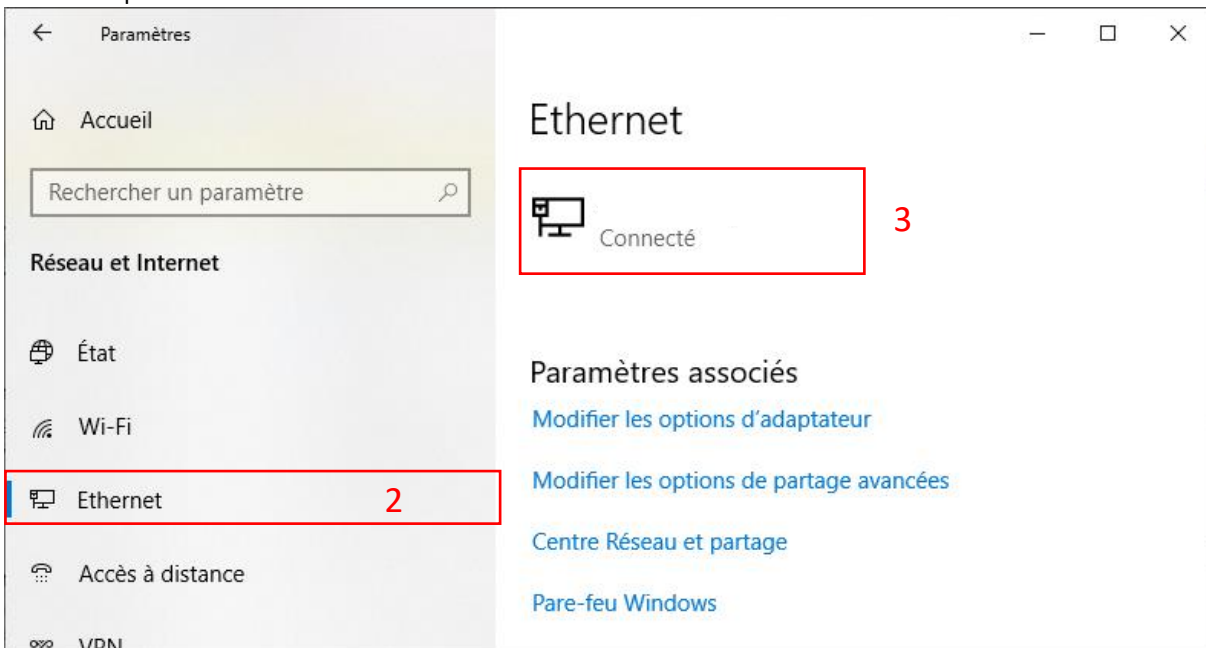 Paramètres
Accueil
Rechercher un paramètre
Réseau et Internet
État
Wi-Fi
Ethernet 2
Accès à distance
VPN
Ethernet
Connecté
3
Paramètres associés
Modifier les options d’adaptateur
Modifier les options de partage avancées
Centre Réseau et partage
Pare-feu Windows